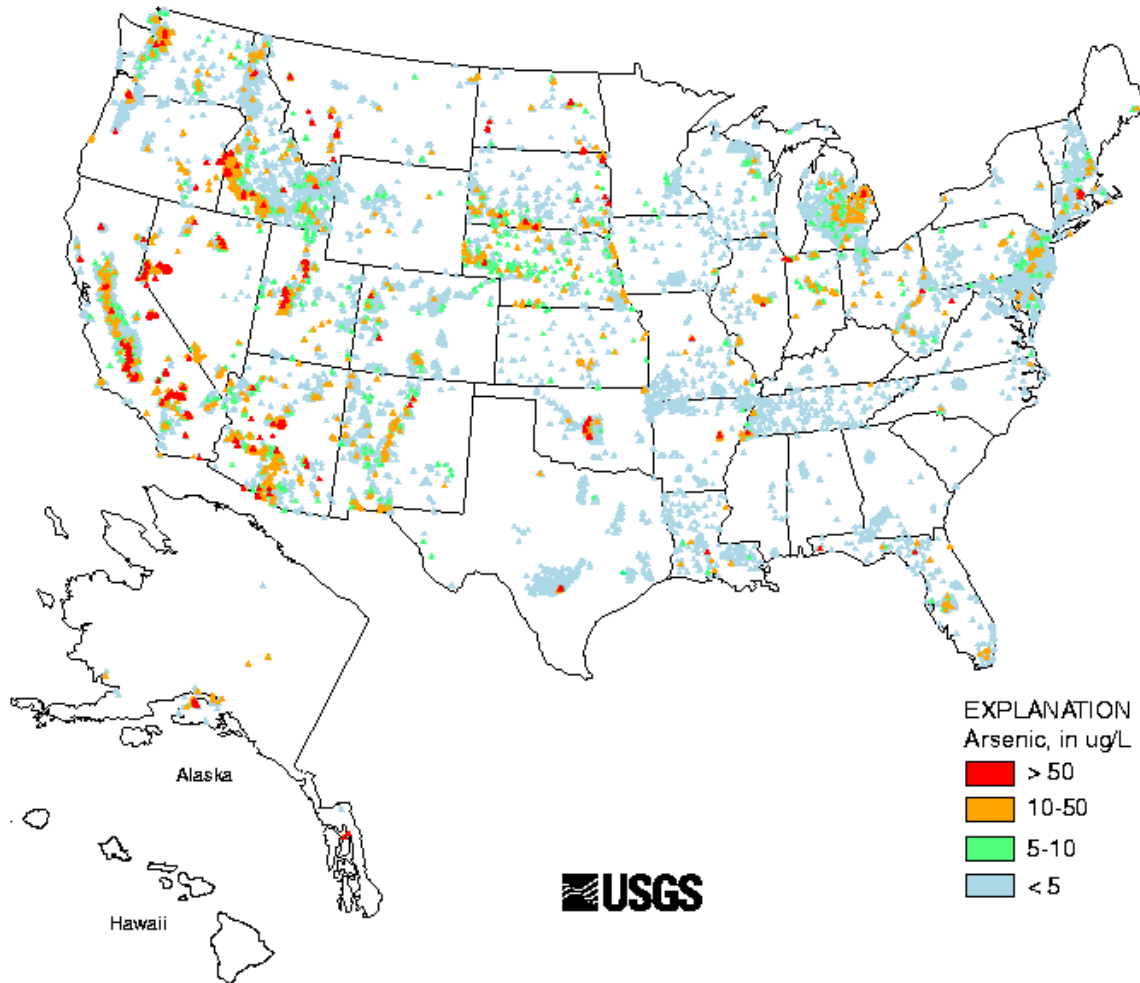 EXPLANATION
Arsenic, in ug/L
> 50
10-50
5-10
< 5
Alaska
USGS
Hawaii